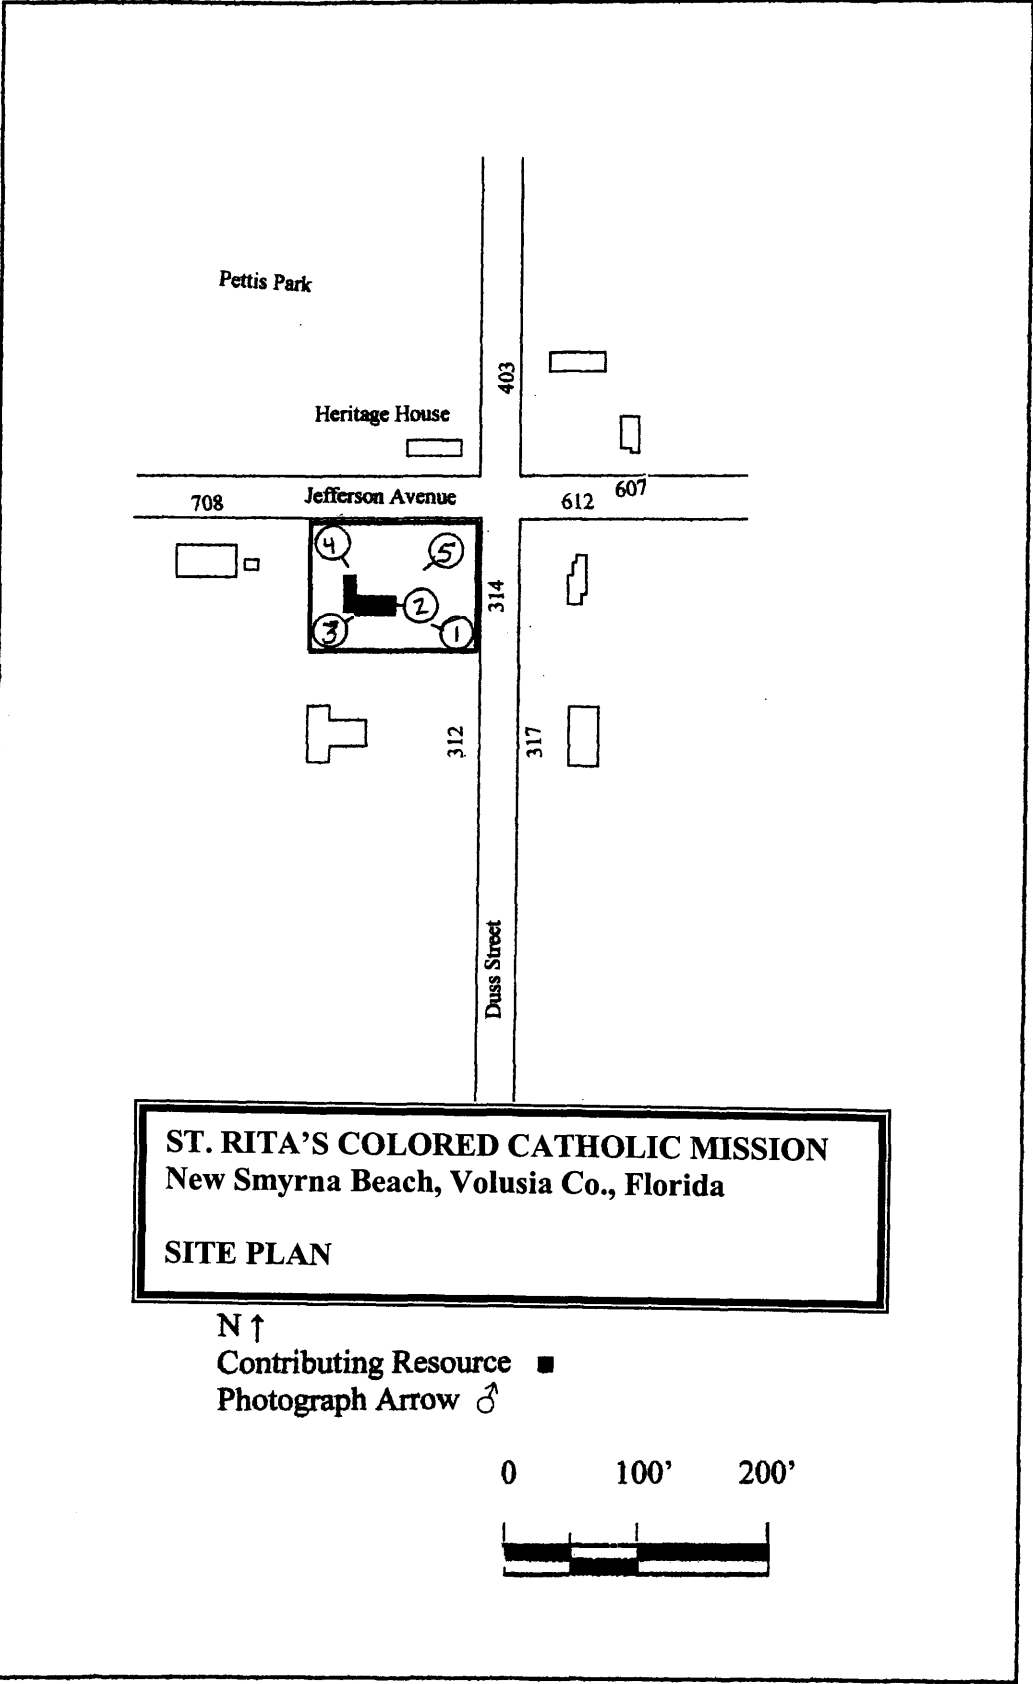 Pettis Park
403
Heritage House
607
708
Jefferson Avenue
612
4
5
314
2
3
1
312
317
Duss Street
ST. RITA'S COLORED CATHOLIC MISSION
New Smyrna Beach, Volusia Co., Florida
SITE PLAN
N ↑
Contributing Resource ■
Photograph Arrow
0 100' 200'